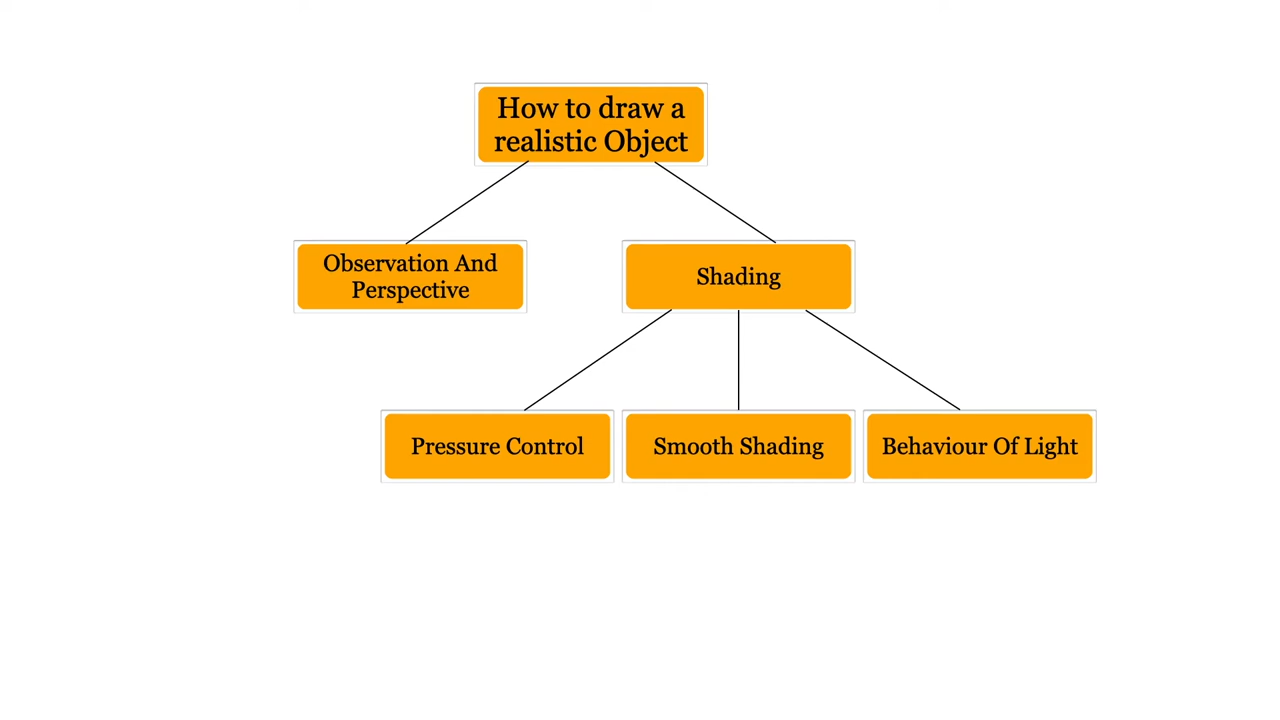 How to draw a
realistic Object
Observation And
Perspective
Shading
Pressure Control
Smooth Shading
Behaviour Of Light